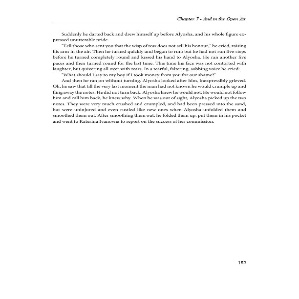 Chapter 7 - And in the Open Air
Suddenly he darted back and drew himself up before Alyosha, and his whole figure ex-
pressed inexpressible pride.
"Tell those who sent you that the wisp of tow does not sell his honour," he cried, raising
his arm in the air. Then he turned quickly and began to run; but he had not run five steps
before he turned completely round and kissed his hand to Alyosha. He ran another five
paces and then turned round for the last time. This time his face was not contorted with
laughter, but quivering all over with tears. In a tearful, faltering, sobbing voice he cried:
"What should I say to my boy if I took money from you for our shame?"
And then he ran on without turning. Alyosha looked after him, inexpressibly grieved.
Oh, he saw that till the very last moment the man had not known he would crumple up and
fling away the notes. He did not turn back. Alyosha knew he would not. He would not follow
him and call him back, he knew why. When he was out of sight, Alyosha picked up the two
notes. They were very much crushed and crumpled, and had been pressed into the sand,
but were uninjured and even rustled like new ones when Alyosha unfolded them and
smoothed them out. After smoothing them out, he folded them up, put them in his pocket
and went to Katerina Ivanovna to report on the success of her commission.